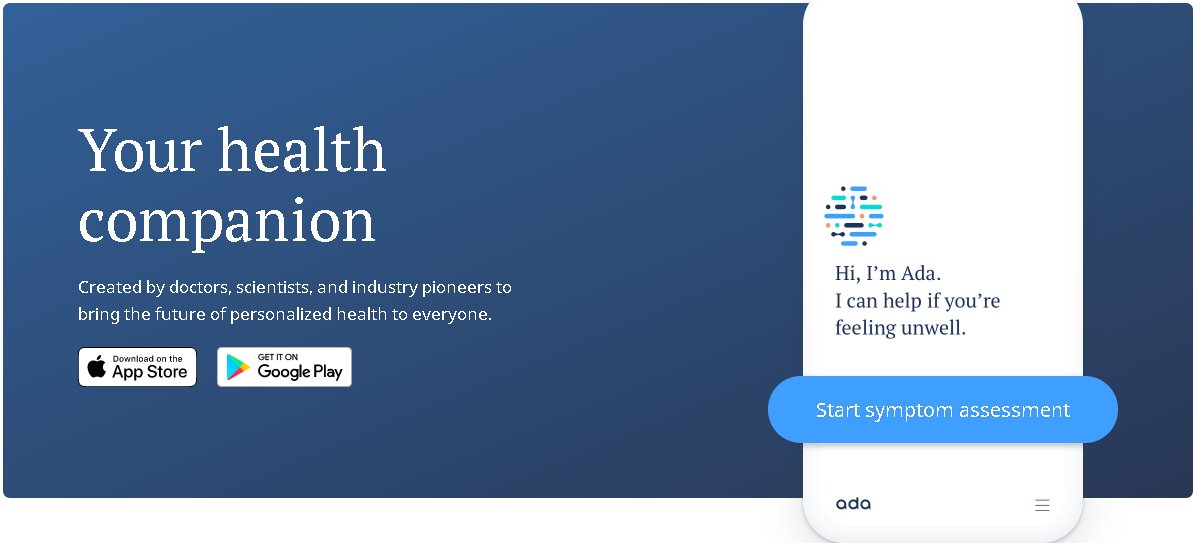 Your health
companion
Created by doctors, scientists, and industry pioneers to
bring the future of personalized health to everyone.
Download on the
App Store
GET IT ON
Google Play
Hi, I’m Ada.
I can help if you’re
feeling unwell.
Start symptom assessment
ada